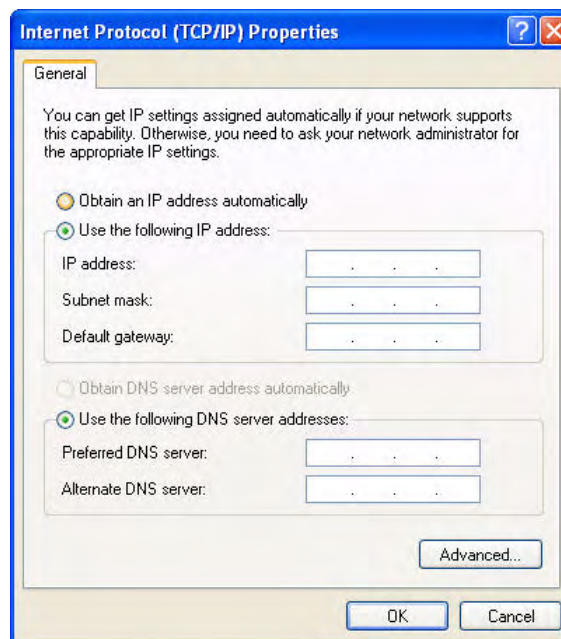 Internet Protocol (TCP/IP) Properties
General
You can get IP settings assigned automatically if your network supports
this capability. Otherwise, you need to ask your network administrator for
the appropriate IP settings.
Obtain an IP address automatically
Use the following IP address:
IP address:
Subnet mask:
Default gateway:
Obtain DNS server address automatically
Use the following DNS server addresses:
Preferred DNS server:
Alternate DNS server:
Advanced...
OK Cancel